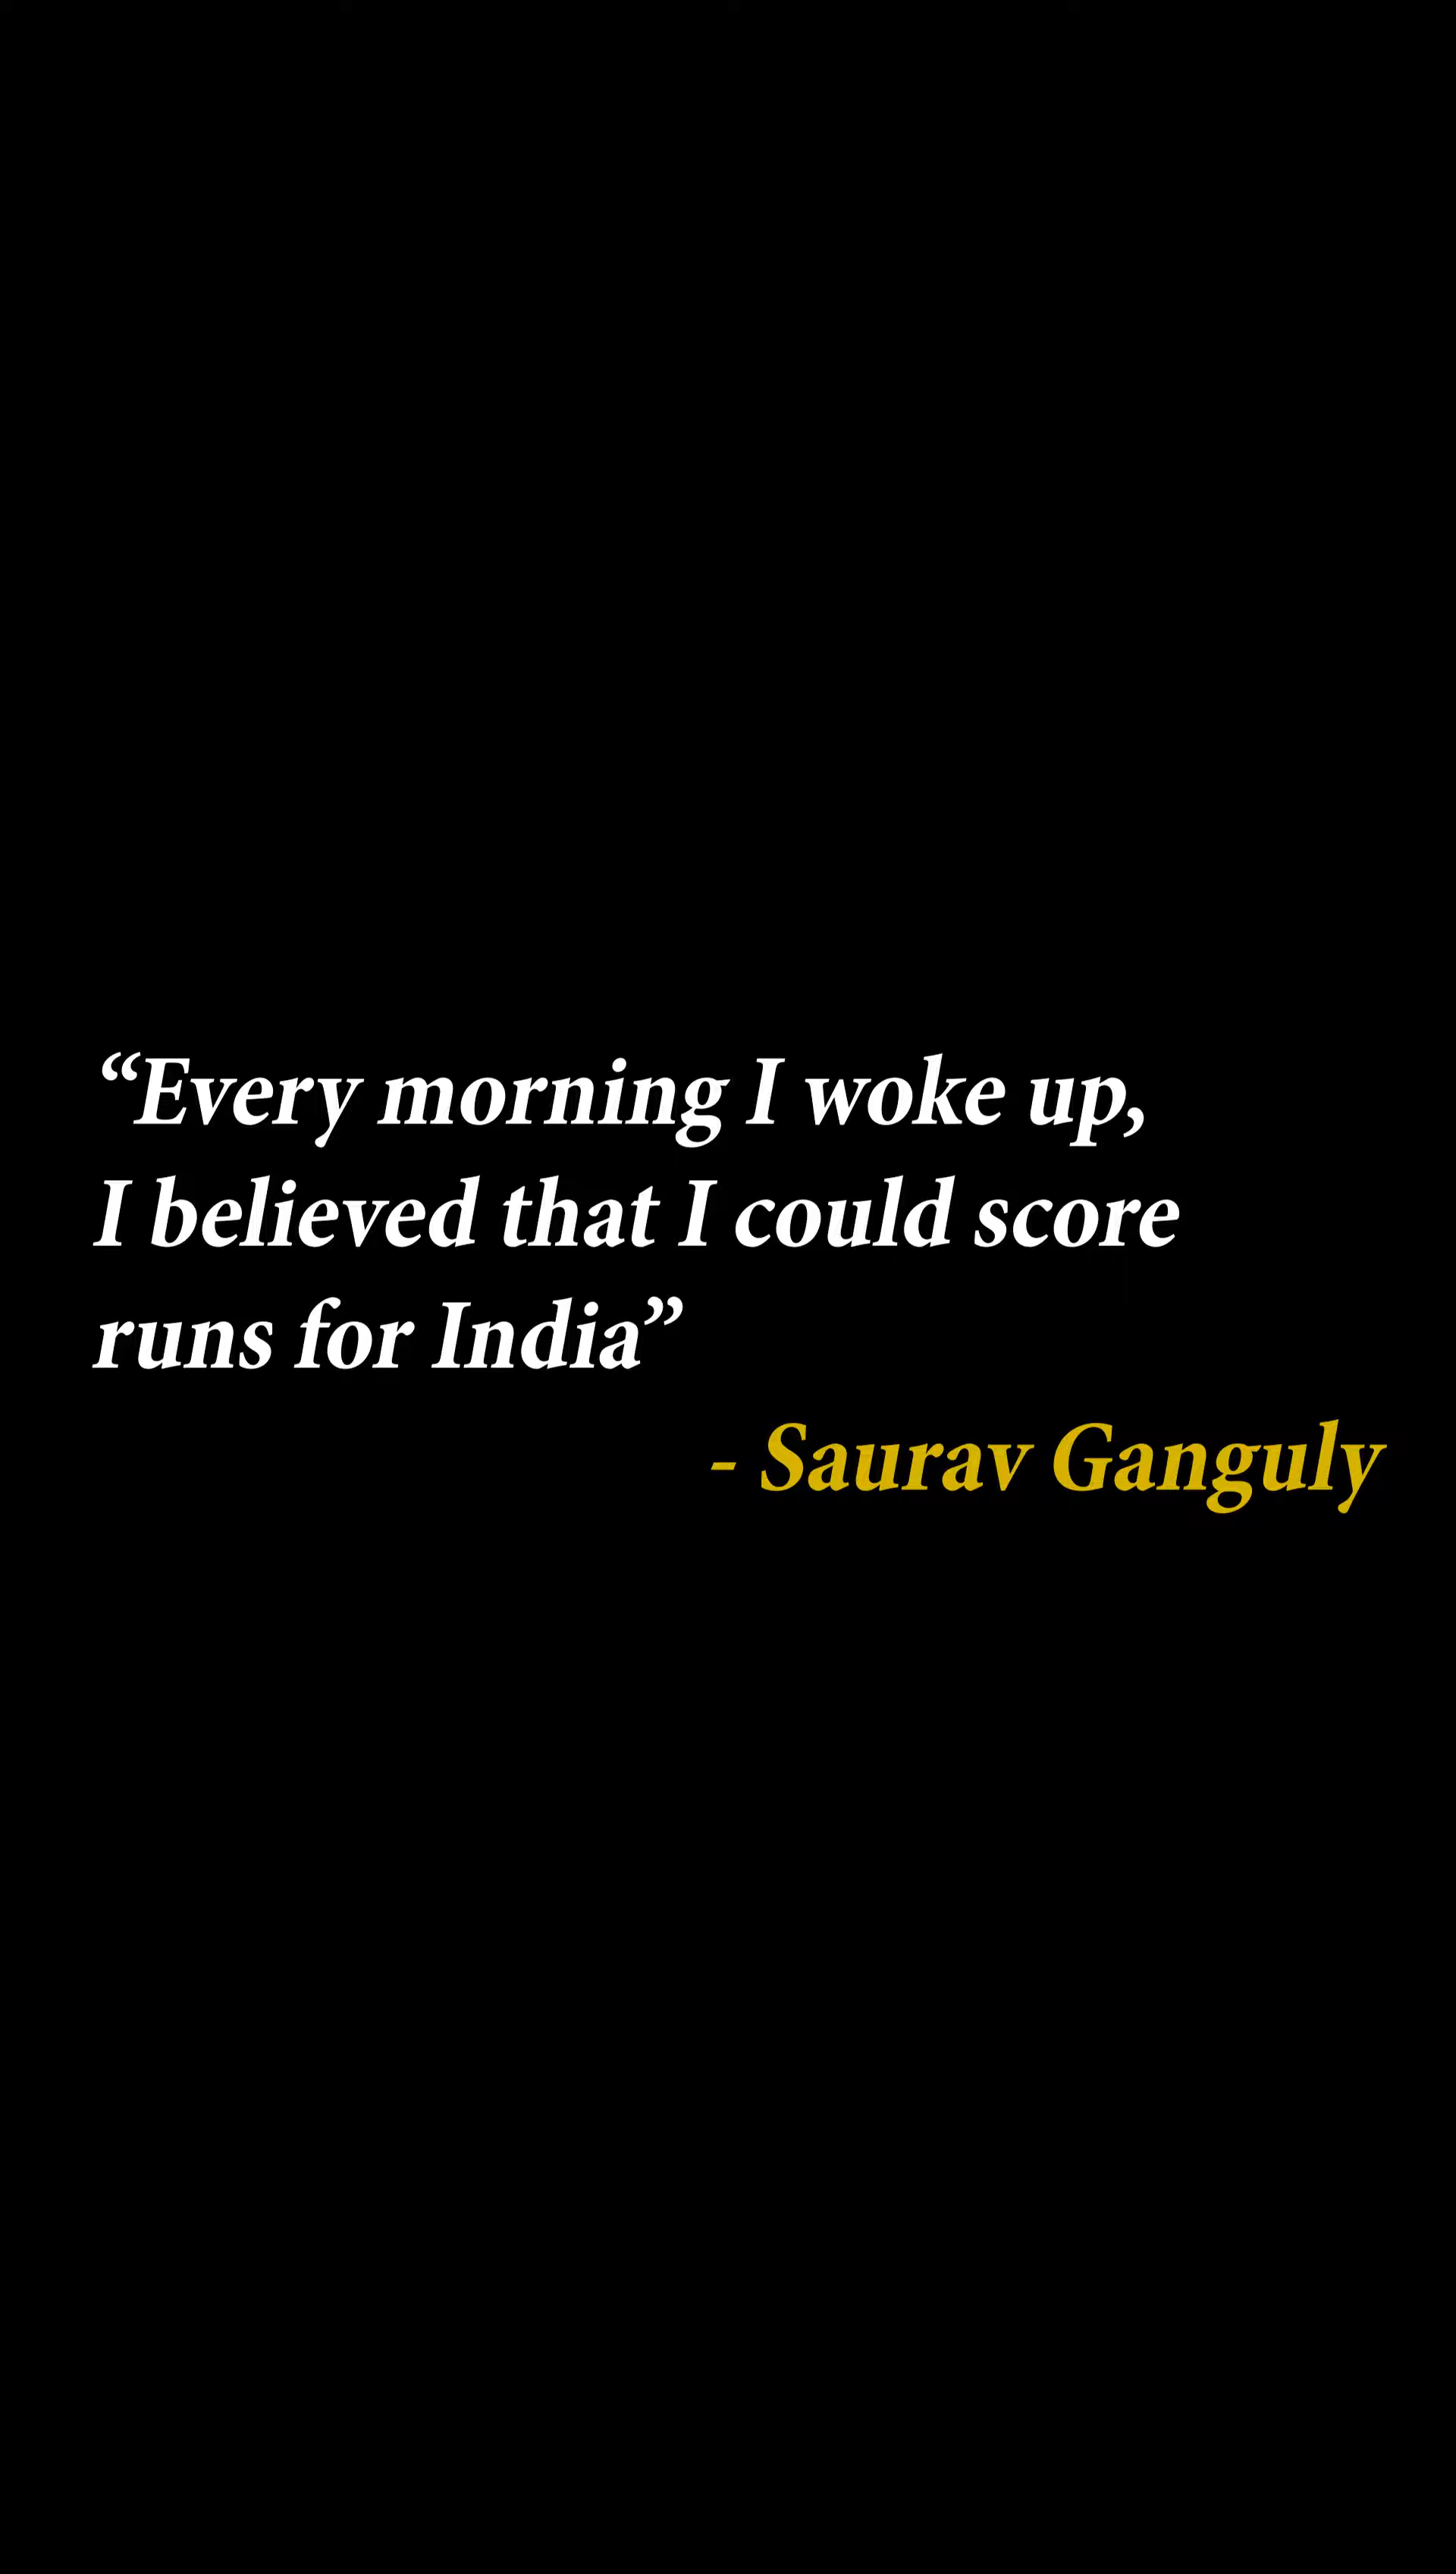 “Every morning I woke up,
I believed that I could score
runs for India”
- Saurav Ganguly